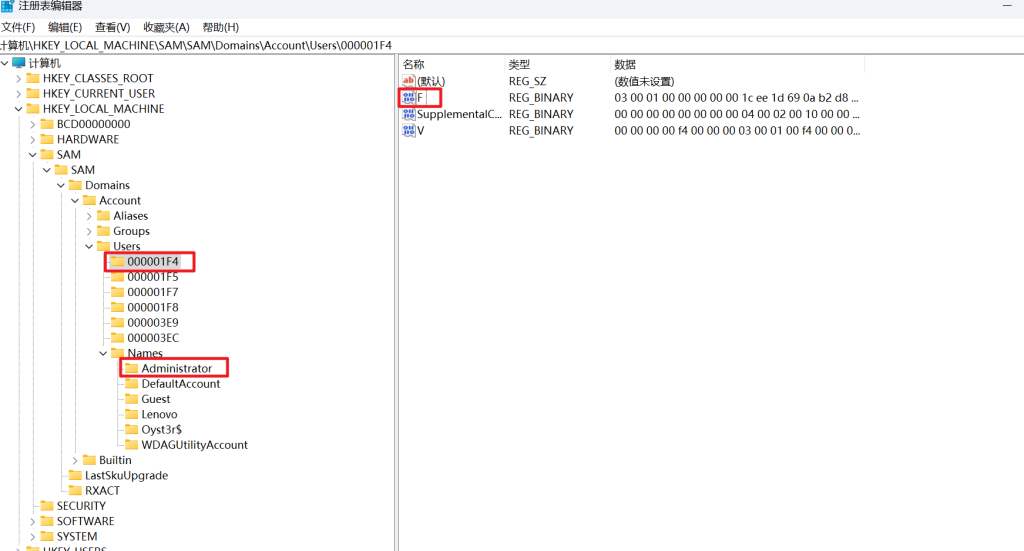 注册表编辑器
文件(F) 编辑(E) 查看(V) 收藏夹(A) 帮助(H)
计算机\HKEY_LOCAL_MACHINE\SAM\SAM\Domains\Account\Users\000001F4
计算机
HKEY_CLASSES_ROOT
HKEY_CURRENT_USER
HKEY_LOCAL_MACHINE
BCD00000000
HARDWARE
SAM
SAM
Domains
Account
Aliases
Groups
Users
000001F4
000001F5
000001F7
000001F8
000003E9
000003EC
Names
Administrator
DefaultAccount
Guest
Lenovo
Oyst3r$
WDAGUtilityAccount
Builtin
LastSkuUpgrade
RXACT
SECURITY
SOFTWARE
SYSTEM
HKEY_USERS
名称 类型 数据
ab (默认) REG_SZ (数值未设置)
F REG_BINARY 03 00 01 00 00 00 00 00 1c ee 1d 69 0a b2 d8 ...
SupplementalC... REG_BINARY 00 00 00 00 00 00 00 04 00 02 00 10 00 00 ...
V REG_BINARY 00 00 00 00 f4 00 00 00 03 00 01 00 f4 00 00 0...